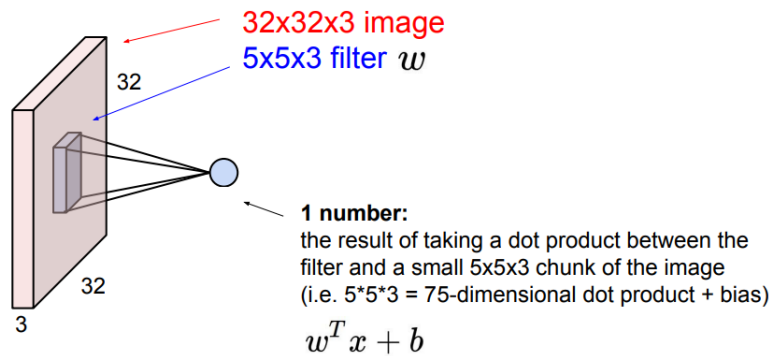 32x32x3 image
5x5x3 filter w
32
32
3
1 number:
the result of taking a dot product between the
filter and a small 5x5x3 chunk of the image
(i.e. 5*5*3 = 75-dimensional dot product + bias)
w^T x + b